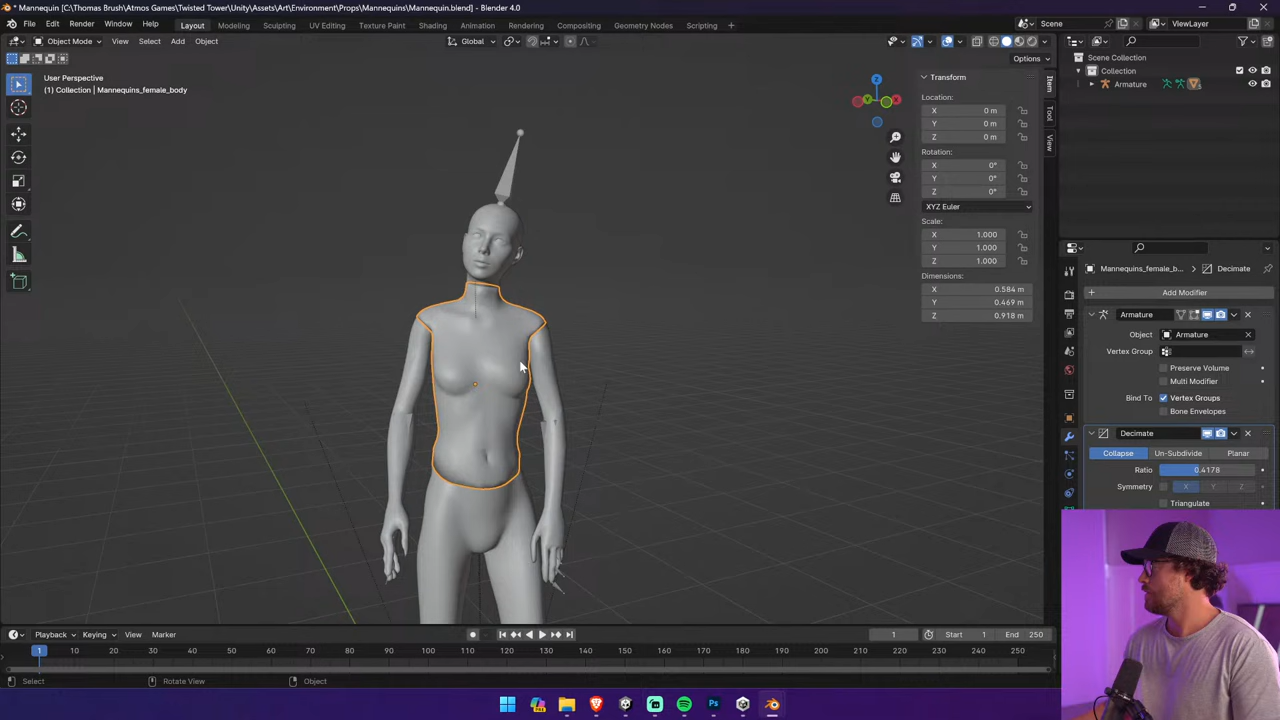 * Mannequin [C:\Thomas Brush\Atmos Games\Twisted Tower\Unity\Assets\Art\Environment\Props\Mannequins\Mannequin.blend] - Blender 4.0
File Edit Render Window Help Layout Modeling Sculpting UV Editing Texture Paint Shading Animation Rendering Compositing Geometry Nodes Scripting + Scene ViewLayer
Object Mode View Select Add Object Global
Options
User Perspective
(1) Collection | Mannequins_female_body
Transform
Location:
X 0 m
Y 0 m
Z 0 m
Rotation:
X 0°
Y 0°
Z 0°
XYZ Euler
Scale:
X 1.000
Y 1.000
Z 1.000
Dimensions:
X 0.584 m
Y 0.469 m
Z 0.918 m
Item
Tool
View
Z
Y
X
Scene Collection
Collection
Armature
Mannequins_female_b... > Decimate
+ Add Modifier
Armature
Object Armature
Vertex Group
Preserve Volume
Multi Modifier
Bind To Vertex Groups
Bone Envelopes
Decimate
Collapse Un-Subdivide Planar
Ratio 0.4178
Symmetry X Y Z
Triangulate
Playback Keying View Marker 1 Start 1 End 250
1 10 20 30 40 50 60 70 80 90 100 110 120 130 140 150 160 170 180 190 200 210 220 230 240 250
Select Rotate View Object